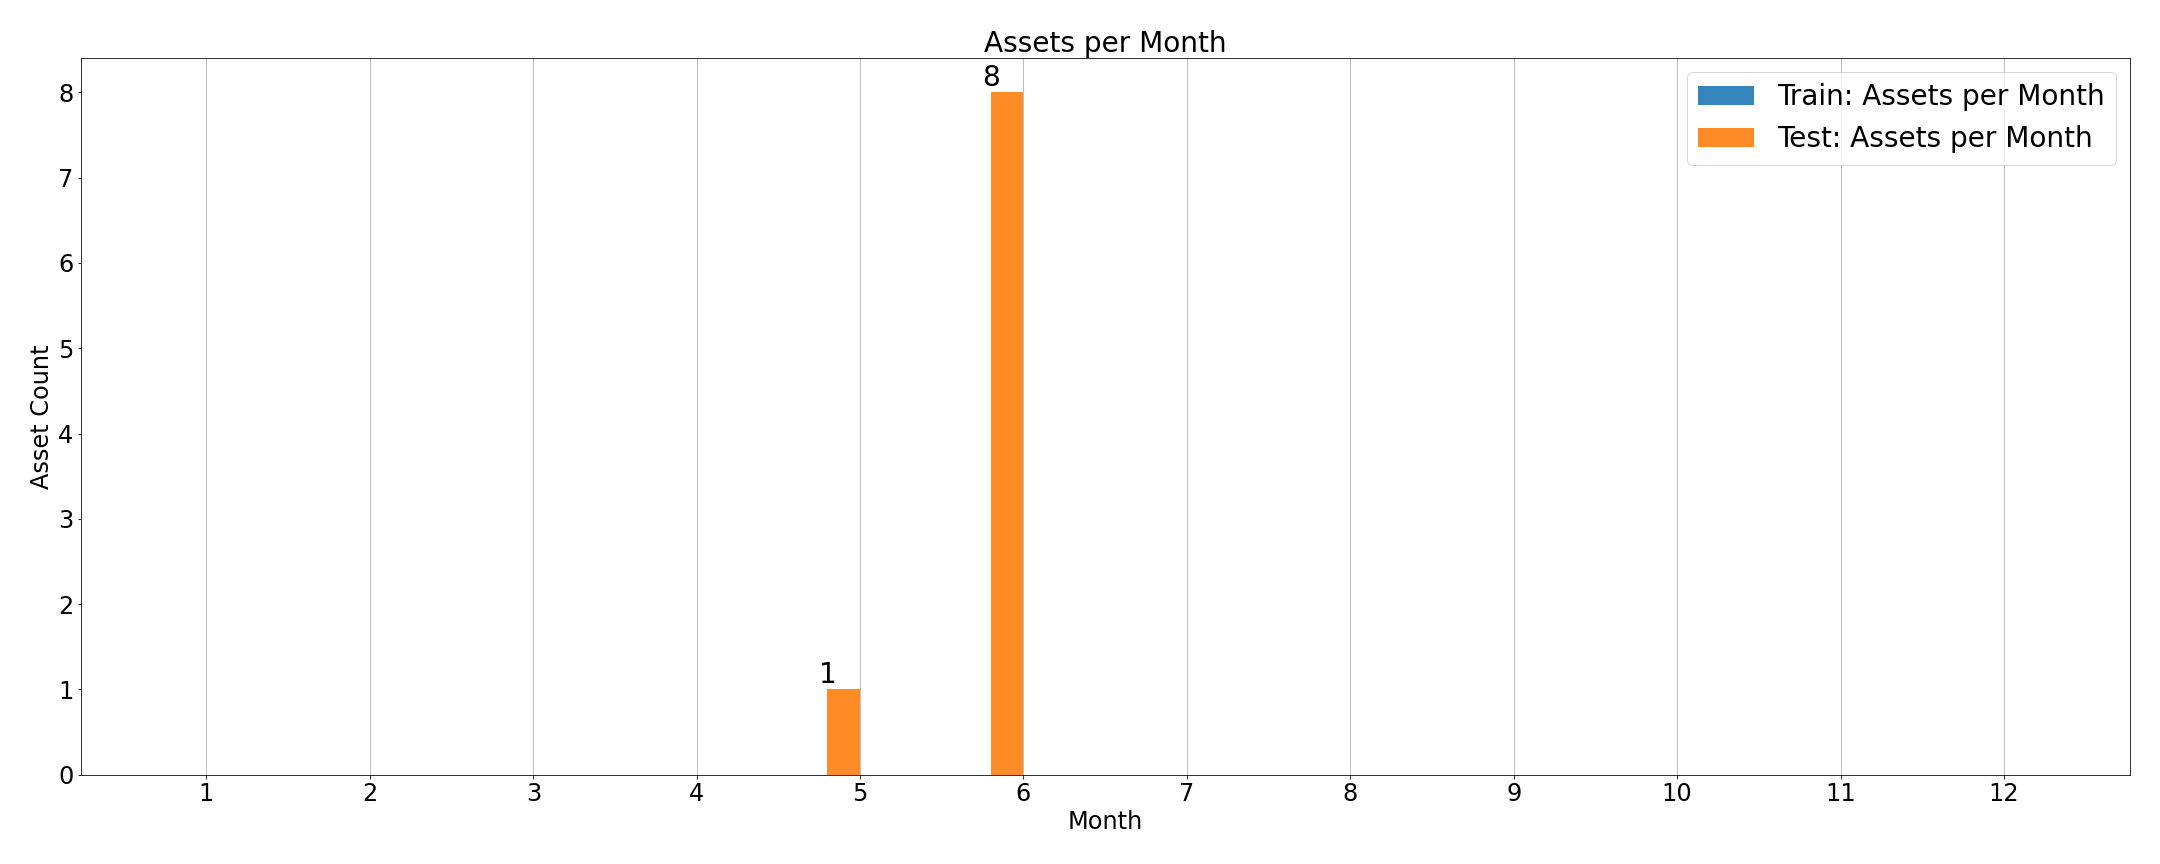 Assets per Month
8
Train: Assets per Month
Test: Assets per Month
8
7
6
5
4
3
2
1
0
Asset Count
1
1 2 3 4 5 6 7 8 9 10 11 12
Month